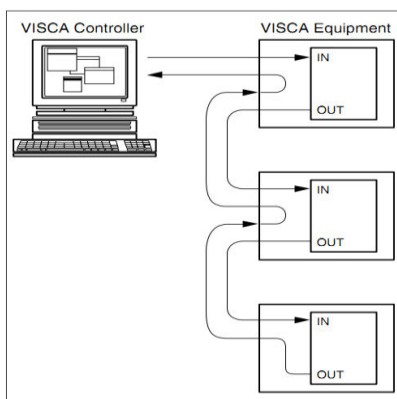 VISCA Controller
VISCA Equipment
IN
OUT
IN
OUT
IN
OUT